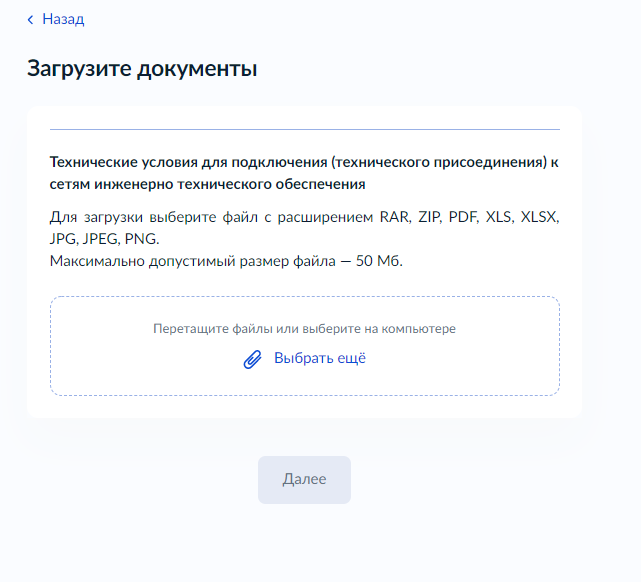 Назад
Загрузите документы
Технические условия для подключения (технического присоединения) к
сетям инженерно технического обеспечения
Для загрузки выберите файл с расширением RAR, ZIP, PDF, XLS, XLSX,
JPG, JPEG, PNG.
Максимально допустимый размер файла — 50 Мб.
Перетащите файлы или выберите на компьютере
Выбрать ещё
Далее